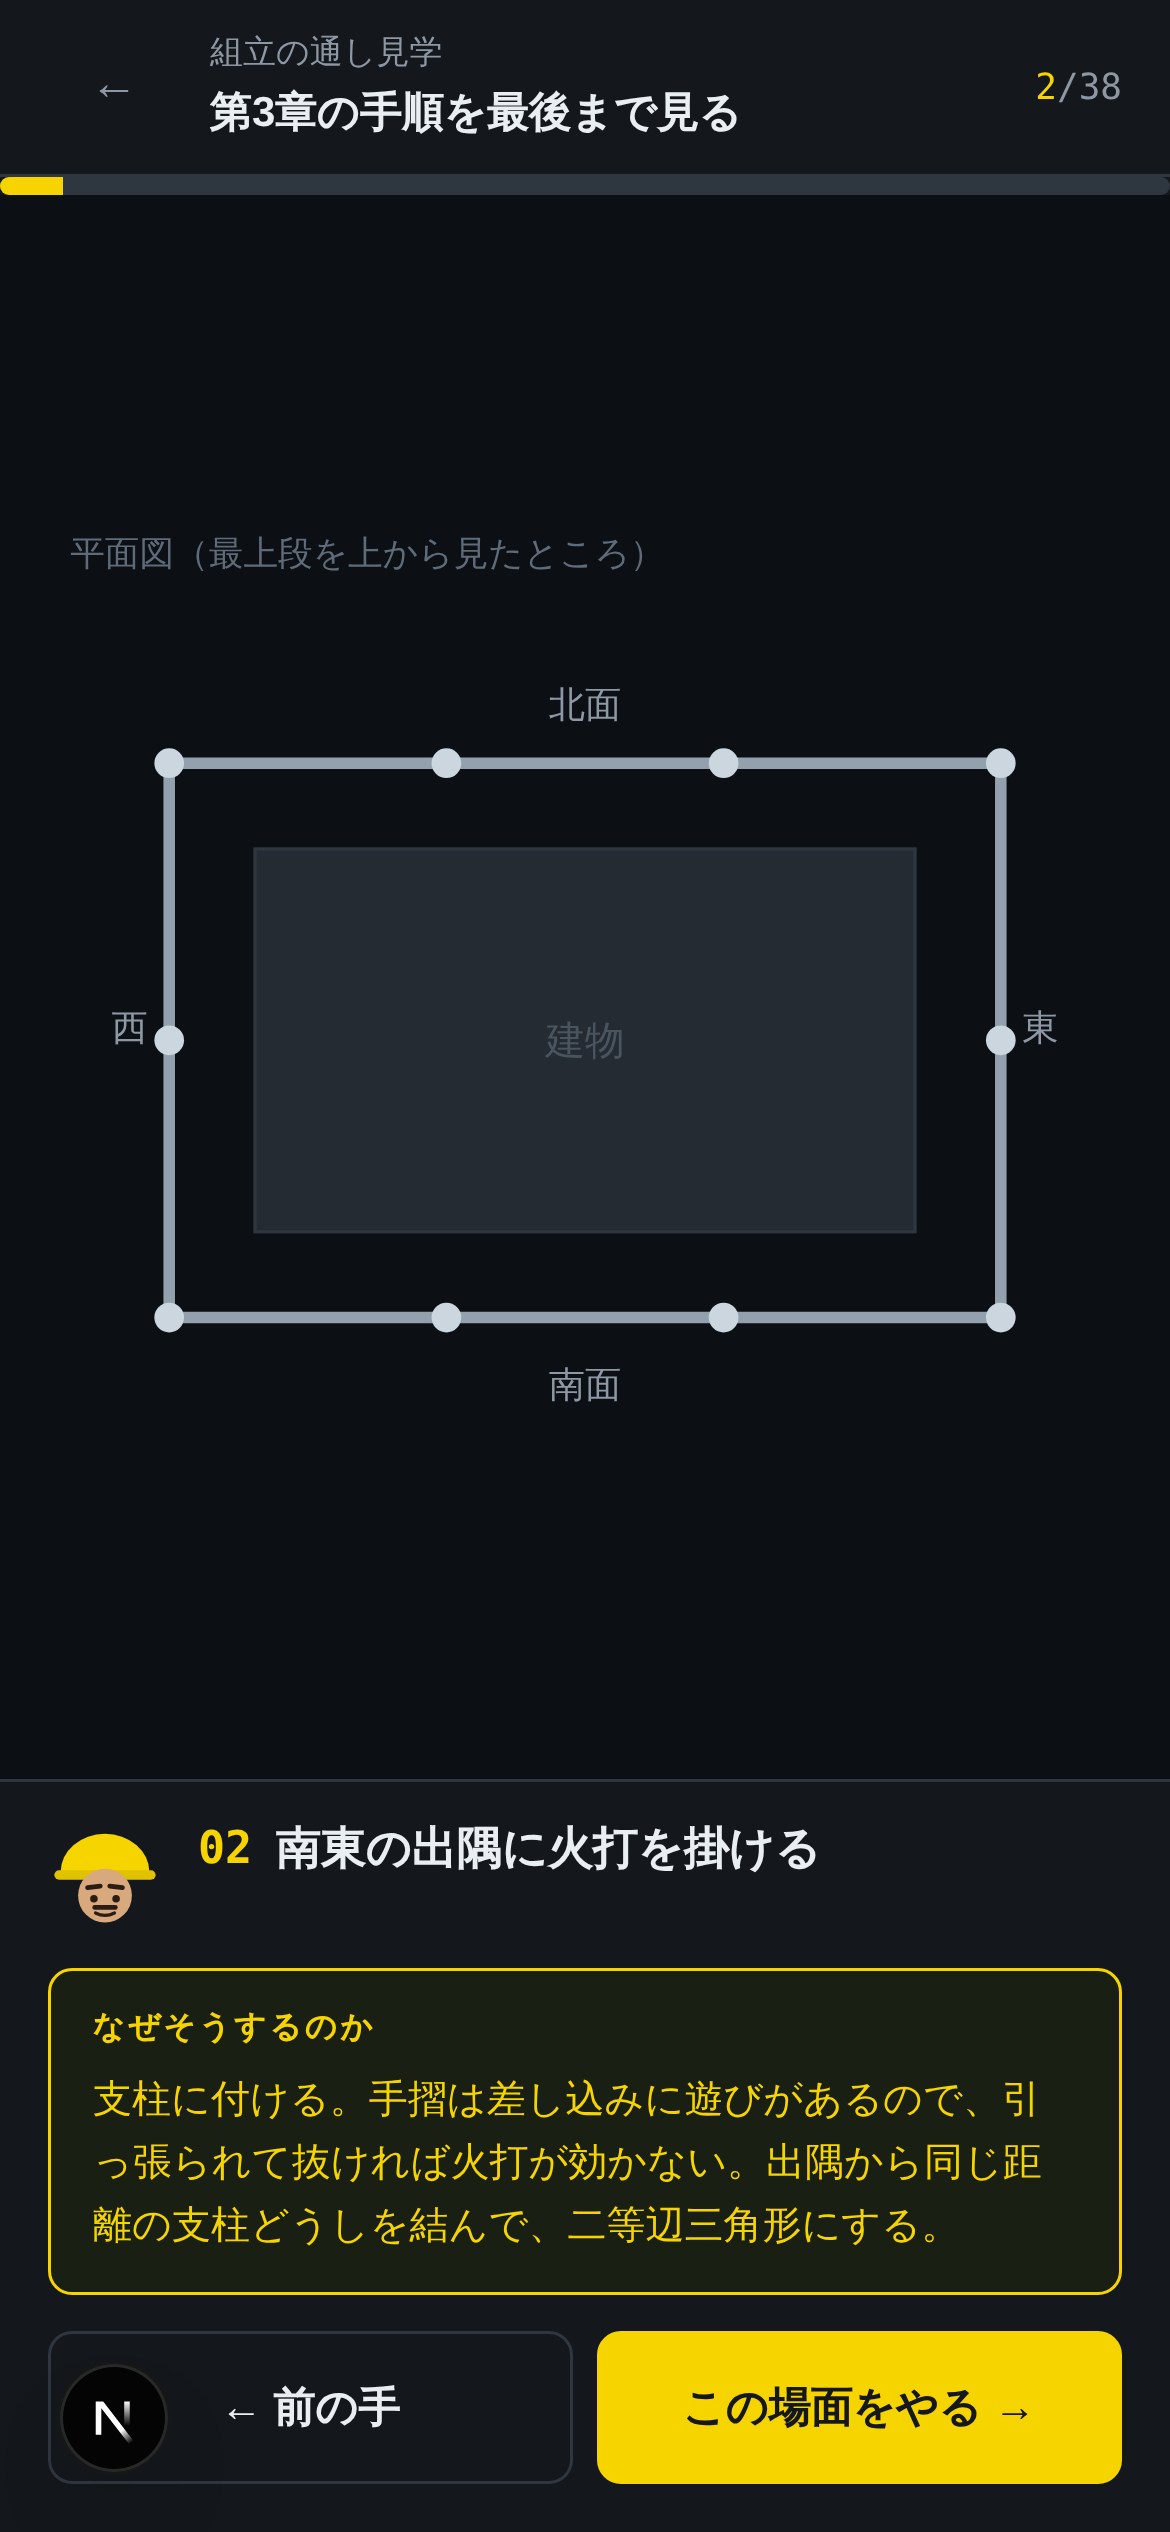 組立の通し見学
第3章の手順を最後まで見る
2/38
平面図（最上段を上から見たところ）
北面
西
建物
東
南面
02 南東の出隅に火打を掛ける
なぜそうするのか
支柱に付ける。手摺は差し込みに遊びがあるので、引
っ張られて抜ければ火打が効かない。出隅から同じ距
離の支柱どうしを結んで、二等辺三角形にする。
← 前の手
この場面をやる →